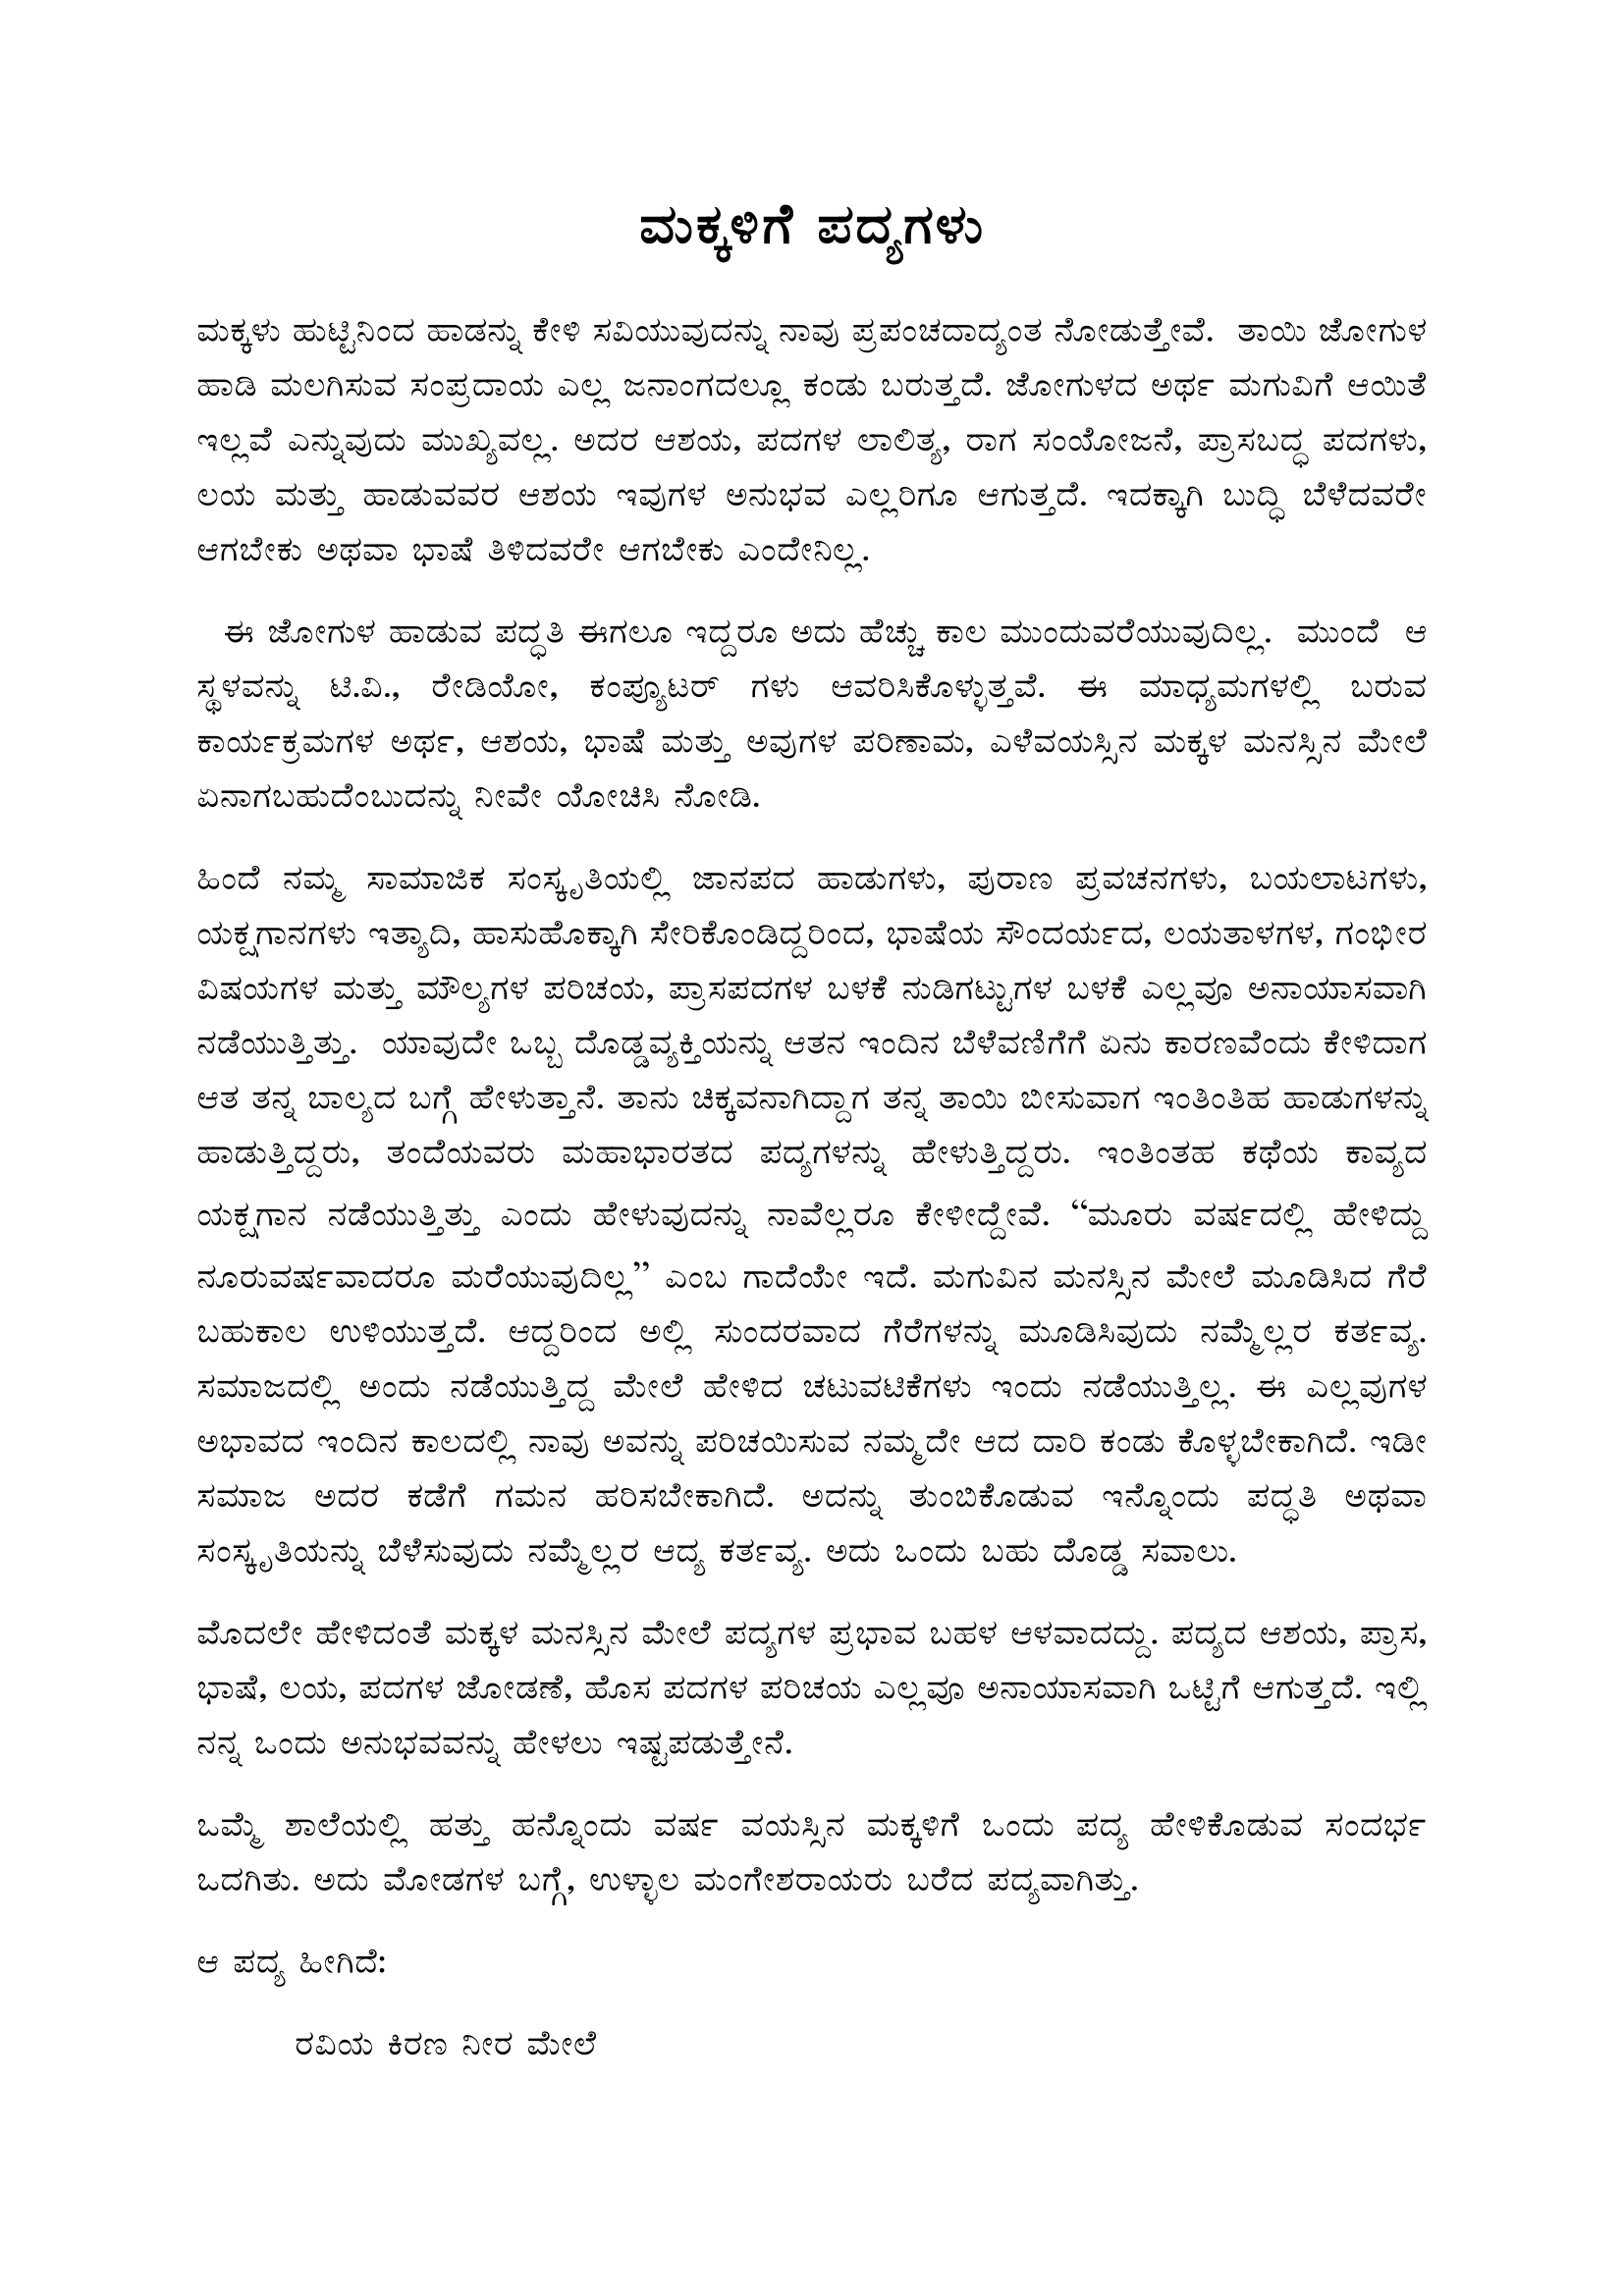 ಮಕ್ಕಳಿಗೆ ಪದ್ಯಗಳು
ಮಕ್ಕಳು ಹುಟ್ಟಿನಿಂದ ಹಾಡನ್ನು ಕೇಳಿ ಸವಿಯುವುದನ್ನು ನಾವು ಪ್ರಪಂಚದಾದ್ಯಂತ ನೋಡುತ್ತೇವೆ. ತಾಯಿ ಜೋಗುಳ
ಹಾಡಿ ಮಲಗಿಸುವ ಸಂಪ್ರದಾಯ ಎಲ್ಲ ಜನಾಂಗದಲ್ಲೂ ಕಂಡು ಬರುತ್ತದೆ. ಜೋಗುಳದ ಅರ್ಥ ಮಗುವಿಗೆ ಆಯಿತೆ
ಇಲ್ಲವೆ ಎನ್ನುವುದು ಮುಖ್ಯವಲ್ಲ. ಅದರ ಆಶಯ, ಪದಗಳ ಲಾಲಿತ್ಯ, ರಾಗ ಸಂಯೋಜನೆ, ಪ್ರಾಸಬದ್ಧ ಪದಗಳು,
ಲಯ ಮತ್ತು ಹಾಡುವವರ ಆಶಯ ಇವುಗಳ ಅನುಭವ ಎಲ್ಲರಿಗೂ ಆಗುತ್ತದೆ. ಇದಕ್ಕಾಗಿ ಬುದ್ಧಿ ಬೆಳೆದವರೇ
ಆಗಬೇಕು ಅಥವಾ ಭಾಷೆ ತಿಳಿದವರೇ ಆಗಬೇಕು ಎಂದೇನಿಲ್ಲ.
ಈ ಜೋಗುಳ ಹಾಡುವ ಪದ್ಧತಿ ಈಗಲೂ ಇದ್ದರೂ ಅದು ಹೆಚ್ಚು ಕಾಲ ಮುಂದುವರೆಯುವುದಿಲ್ಲ. ಮುಂದೆ ಆ
ಸ್ಥಳವನ್ನು ಟಿ.ವಿ., ರೇಡಿಯೋ, ಕಂಪ್ಯೂಟರ್ ಗಳು ಆವರಿಸಿಕೊಳ್ಳುತ್ತವೆ. ಈ ಮಾಧ್ಯಮಗಳಲ್ಲಿ ಬರುವ
ಕಾರ್ಯಕ್ರಮಗಳ ಅರ್ಥ, ಆಶಯ, ಭಾಷೆ ಮತ್ತು ಅವುಗಳ ಪರಿಣಾಮ, ಎಳೆವಯಸ್ಸಿನ ಮಕ್ಕಳ ಮನಸ್ಸಿನ ಮೇಲೆ
ಏನಾಗಬಹುದೆಂಬುದನ್ನು ನೀವೇ ಯೋಚಿಸಿ ನೋಡಿ.
ಹಿಂದೆ ನಮ್ಮ ಸಾಮಾಜಿಕ ಸಂಸ್ಕೃತಿಯಲ್ಲಿ ಜಾನಪದ ಹಾಡುಗಳು, ಪುರಾಣ ಪ್ರವಚನಗಳು, ಬಯಲಾಟಗಳು,
ಯಕ್ಷಗಾನಗಳು ಇತ್ಯಾದಿ, ಹಾಸುಹೊಕ್ಕಾಗಿ ಸೇರಿಕೊಂಡಿದ್ದರಿಂದ, ಭಾಷೆಯ ಸೌಂದರ್ಯದ, ಲಯತಾಳಗಳ, ಗಂಭೀರ
ವಿಷಯಗಳ ಮತ್ತು ಮೌಲ್ಯಗಳ ಪರಿಚಯ, ಪ್ರಾಸಪದಗಳ ಬಳಕೆ ನುಡಿಗಟ್ಟುಗಳ ಬಳಕೆ ಎಲ್ಲವೂ ಅನಾಯಾಸವಾಗಿ
ನಡೆಯುತ್ತಿತ್ತು. ಯಾವುದೇ ಒಬ್ಬ ದೊಡ್ಡವ್ಯಕ್ತಿಯನ್ನು ಆತನ ಇಂದಿನ ಬೆಳೆವಣಿಗೆಗೆ ಏನು ಕಾರಣವೆಂದು ಕೇಳಿದಾಗ
ಆತ ತನ್ನ ಬಾಲ್ಯದ ಬಗ್ಗೆ ಹೇಳುತ್ತಾನೆ. ತಾನು ಚಿಕ್ಕವನಾಗಿದ್ದಾಗ ತನ್ನ ತಾಯಿ ಬೀಸುವಾಗ ಇಂತಿಂತಿಹ ಹಾಡುಗಳನ್ನು
ಹಾಡುತ್ತಿದ್ದರು, ತಂದೆಯವರು ಮಹಾಭಾರತದ ಪದ್ಯಗಳನ್ನು ಹೇಳುತ್ತಿದ್ದರು. ಇಂತಿಂತಹ ಕಥೆಯ ಕಾವ್ಯದ
ಯಕ್ಷಗಾನ ನಡೆಯುತ್ತಿತ್ತು ಎಂದು ಹೇಳುವುದನ್ನು ನಾವೆಲ್ಲರೂ ಕೇಳೀದ್ದೇವೆ. “ಮೂರು ವರ್ಷದಲ್ಲಿ ಹೇಳಿದ್ದು
ನೂರುವರ್ಷವಾದರೂ ಮರೆಯುವುದಿಲ್ಲ” ಎಂಬ ಗಾದೆಯೇ ಇದೆ. ಮಗುವಿನ ಮನಸ್ಸಿನ ಮೇಲೆ ಮೂಡಿಸಿದ ಗೆರೆ
ಬಹುಕಾಲ ಉಳಿಯುತ್ತದೆ. ಆದ್ದರಿಂದ ಅಲ್ಲಿ ಸುಂದರವಾದ ಗೆರೆಗಳನ್ನು ಮೂಡಿಸಿವುದು ನಮ್ಮೆಲ್ಲರ ಕರ್ತವ್ಯ.
ಸಮಾಜದಲ್ಲಿ ಅಂದು ನಡೆಯುತ್ತಿದ್ದ ಮೇಲೆ ಹೇಳಿದ ಚಟುವಟಿಕೆಗಳು ಇಂದು ನಡೆಯುತ್ತಿಲ್ಲ. ಈ ಎಲ್ಲವುಗಳ
ಅಭಾವದ ಇಂದಿನ ಕಾಲದಲ್ಲಿ ನಾವು ಅವನ್ನು ಪರಿಚಯಿಸುವ ನಮ್ಮದೇ ಆದ ದಾರಿ ಕಂಡು ಕೊಳ್ಳಬೇಕಾಗಿದೆ. ಇಡೀ
ಸಮಾಜ ಅದರ ಕಡೆಗೆ ಗಮನ ಹರಿಸಬೇಕಾಗಿದೆ. ಅದನ್ನು ತುಂಬಿಕೊಡುವ ಇನ್ನೊಂದು ಪದ್ಧತಿ ಅಥವಾ
ಸಂಸ್ಕೃತಿಯನ್ನು ಬೆಳೆಸುವುದು ನಮ್ಮೆಲ್ಲರ ಆದ್ಯ ಕರ್ತವ್ಯ. ಅದು ಒಂದು ಬಹು ದೊಡ್ಡ ಸವಾಲು.
ಮೊದಲೇ ಹೇಳಿದಂತೆ ಮಕ್ಕಳ ಮನಸ್ಸಿನ ಮೇಲೆ ಪದ್ಯಗಳ ಪ್ರಭಾವ ಬಹಳ ಆಳವಾದದ್ದು. ಪದ್ಯದ ಆಶಯ, ಪ್ರಾಸ,
ಭಾಷೆ, ಲಯ, ಪದಗಳ ಜೋಡಣೆ, ಹೊಸ ಪದಗಳ ಪರಿಚಯ ಎಲ್ಲವೂ ಅನಾಯಾಸವಾಗಿ ಒಟ್ಟಿಗೆ ಆಗುತ್ತದೆ. ಇಲ್ಲಿ
ನನ್ನ ಒಂದು ಅನುಭವವನ್ನು ಹೇಳಲು ಇಷ್ಟಪಡುತ್ತೇನೆ.
ಒಮ್ಮೆ ಶಾಲೆಯಲ್ಲಿ ಹತ್ತು ಹನ್ನೊಂದು ವರ್ಷ ವಯಸ್ಸಿನ ಮಕ್ಕಳಿಗೆ ಒಂದು ಪದ್ಯ ಹೇಳಿಕೊಡುವ ಸಂದರ್ಭ
ಒದಗಿತು. ಅದು ಮೋಡಗಳ ಬಗ್ಗೆ, ಉಳ್ಳಾಲ ಮಂಗೇಶರಾಯರು ಬರೆದ ಪದ್ಯವಾಗಿತ್ತು.
ಆ ಪದ್ಯ ಹೀಗಿದೆ:
ರವಿಯ ಕಿರಣ ನೀರ ಮೇಲೆ